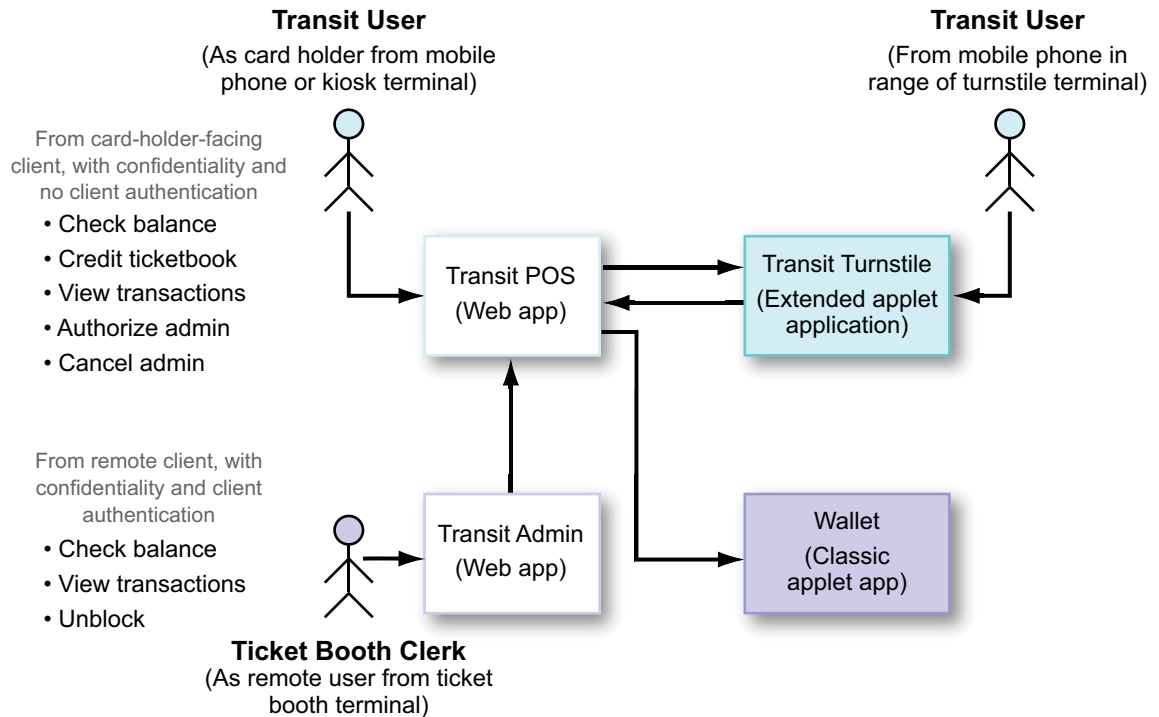 Transit User
(As card holder from mobile
phone or kiosk terminal)
Transit User
(From mobile phone in
range of turnstile terminal)
From card-holder-facing
client, with confidentiality and
no client authentication
• Check balance
• Credit ticketbook
• View transactions
• Authorize admin
• Cancel admin
Transit POS
(Web app)
Transit Turnstile
(Extended applet
application)
From remote client, with
confidentiality and client
authentication
• Check balance
• View transactions
• Unblock
Transit Admin
(Web app)
Wallet
(Classic
applet app)
Ticket Booth Clerk
(As remote user from ticket
booth terminal)